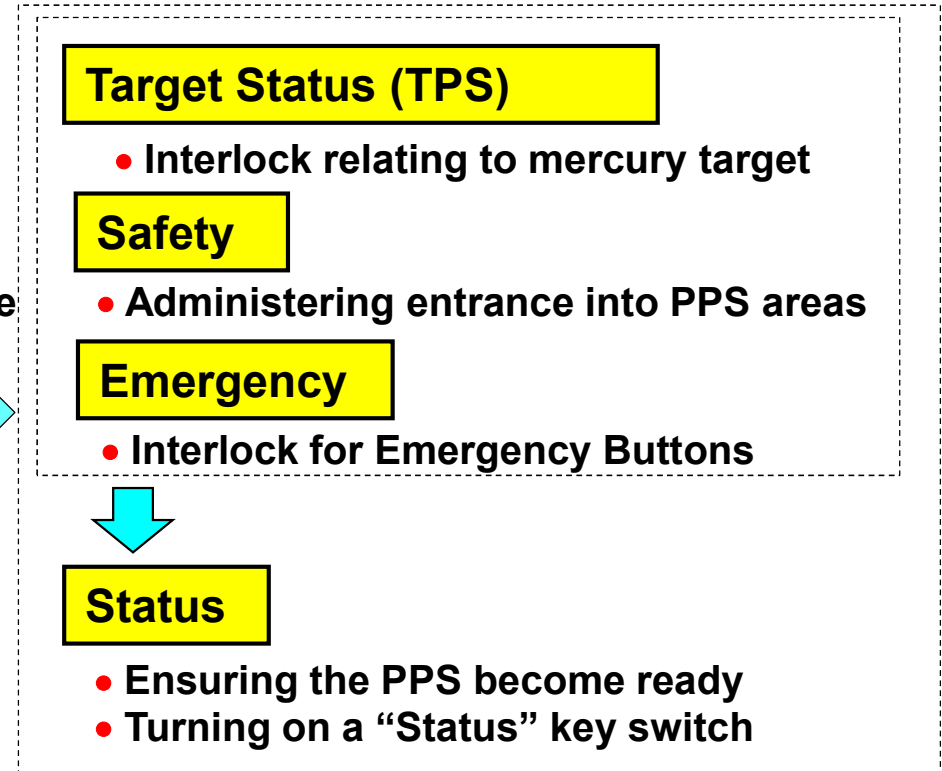 Target Status (TPS)
• Interlock relating to mercury target
Safety
e
• Administering entrance into PPS areas
Emergency
• Interlock for Emergency Buttons
Status
• Ensuring the PPS become ready
• Turning on a “Status” key switch